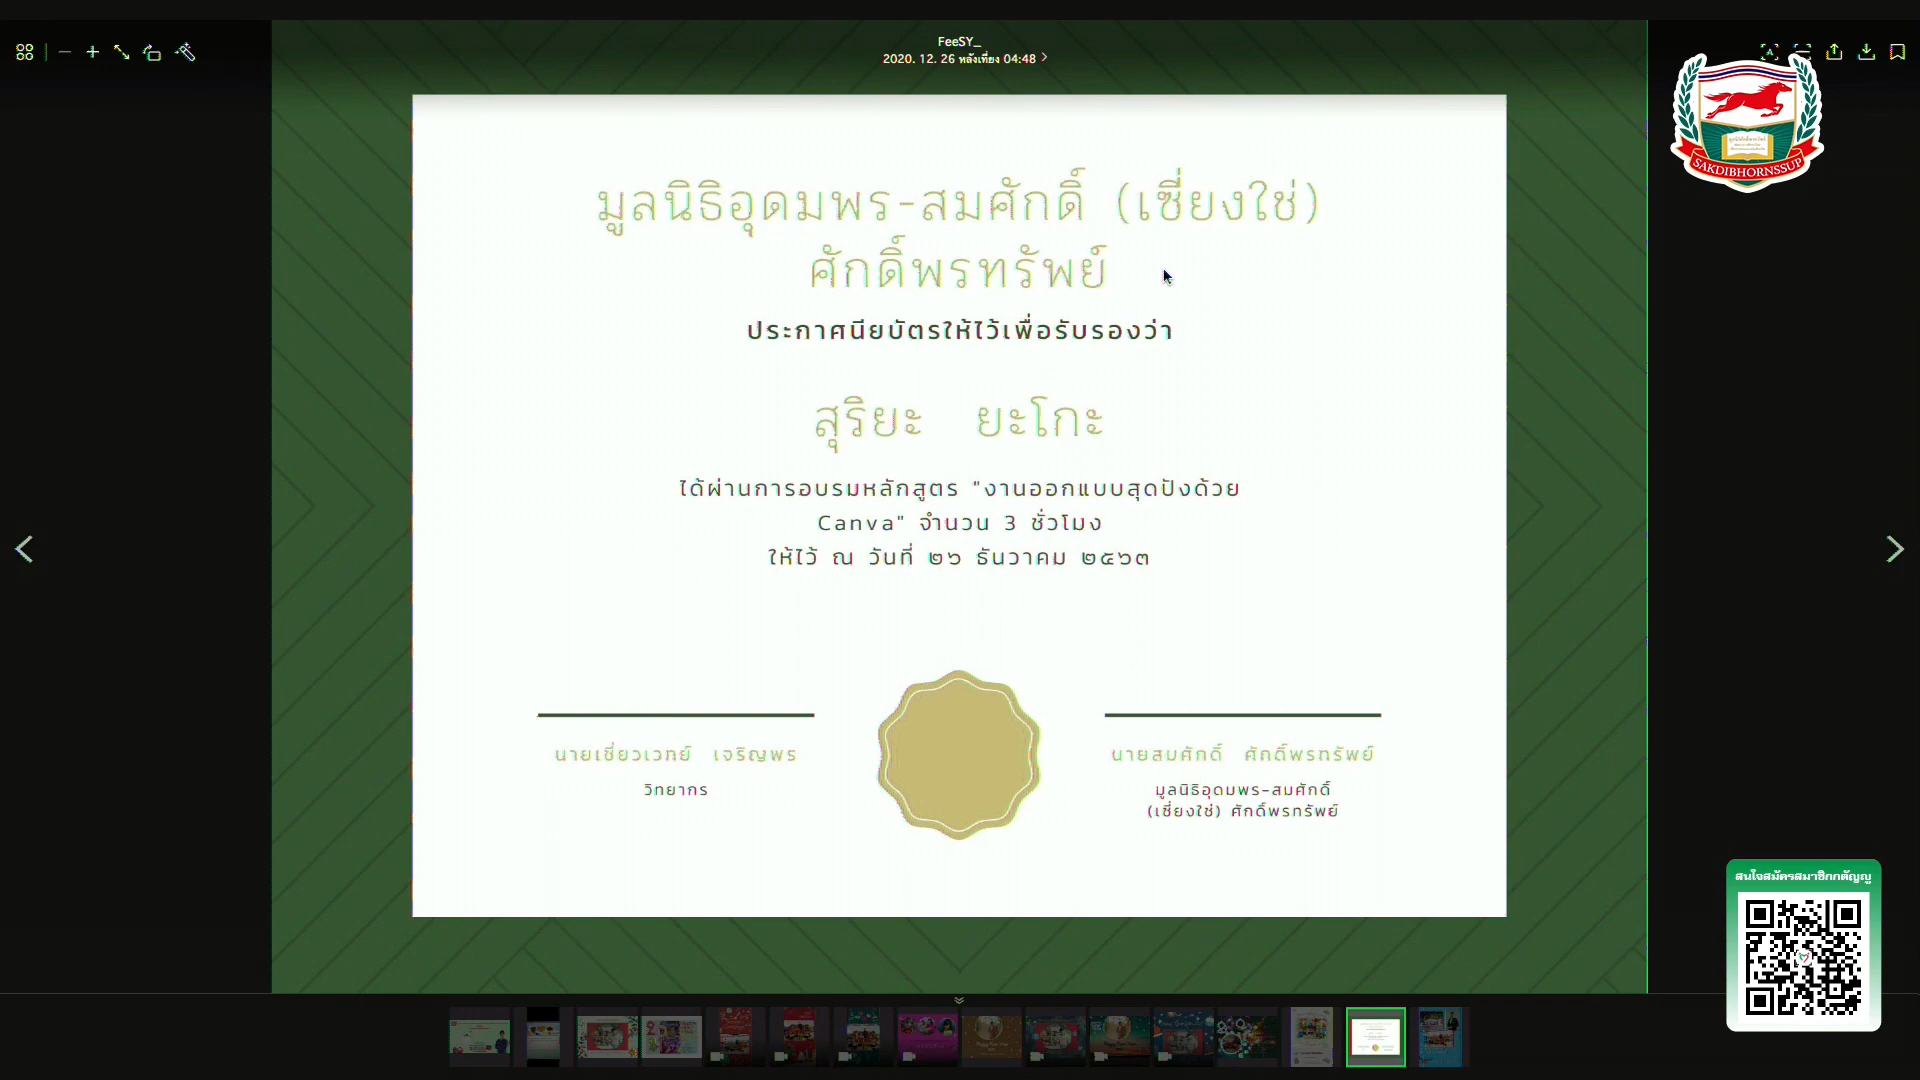 FeeSY_
2020. 12. 26 หลังเที่ยง 04:48
SAKDIBHORNSSUP
มูลนิธิอุดมพร-สมศักดิ์ (เซี่ยงใช่)
ศักดิ์พรทรัพย์
ประกาศนียบัตรให้ไว้เพื่อรับรองว่า
สุริยะ ยะโกะ
ได้ผ่านการอบรมหลักสูตร "งานออกแบบสุดปังด้วย
Canva" จำนวน 3 ชั่วโมง
ให้ไว้ ณ วันที่ ๒๖ ธันวาคม ๒๕๖๓
นายเชี่ยวเวทย์ เจริญพร
วิทยากร
นายสมศักดิ์ ศักดิ์พรทรัพย์
มูลนิธิอุดมพร-สมศักดิ์
(เซี่ยงใช่) ศักดิ์พรทรัพย์
สนใจสมัครสมาชิกกตัญญู